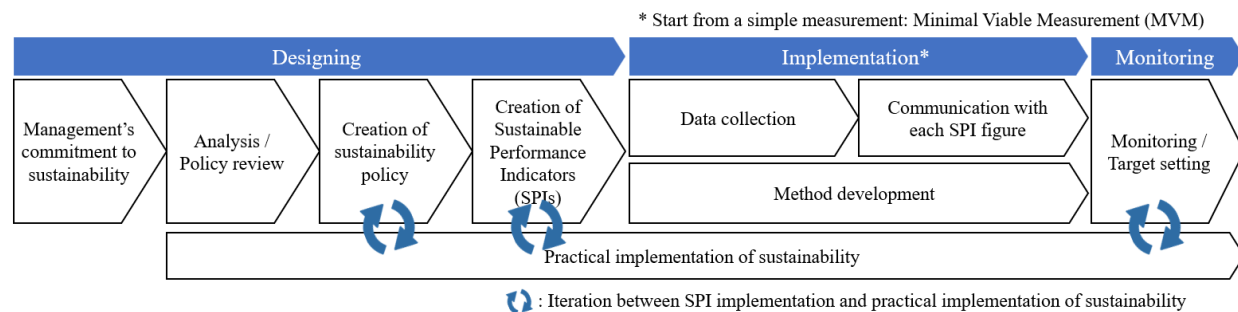 * Start from a simple measurement: Minimal Viable Measurement (MVM)
Designing
Implementation*
Monitoring
Management's
commitment to
sustainability
Analysis /
Policy review
Creation of
sustainability
policy
Creation of
Sustainable
Performance
Indicators
(SPIs)
Data collection
Communication with
each SPI figure
Method development
Monitoring /
Target setting
Practical implementation of sustainability
: Iteration between SPI implementation and practical implementation of sustainability